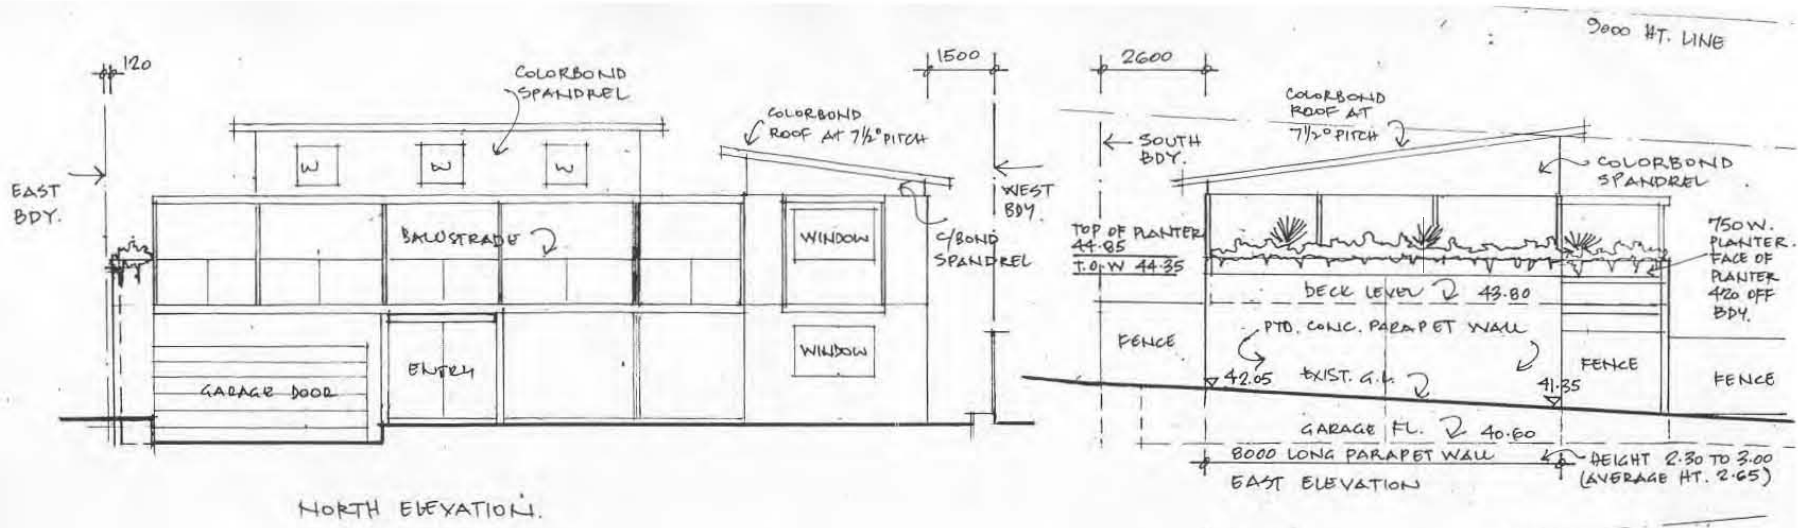 120
COLORBOND
SPANDREL
COLORBOND
ROOF AT 7½° PITCH
1500
EAST
BDY.
W
W
W
WEST
BDY.
BALUSTRADE
WINDOW
C/BOND
SPANDREL
GARAGE DOOR
ENTRY
WINDOW
NORTH ELEVATION.
9000 HT. LINE
2600
COLORBOND
ROOF AT
7½° PITCH
SOUTH
BDY.
COLORBOND
SPANDREL
TOP OF PLANTER
44.85
T.O.W 44.35
750 W.
PLANTER.
FACE OF
PLANTER
420 OFF
BDY.
DECK LEVEL 43.80
PTD. CONC. PARAPET WALL
FENCE
42.05
EXIST. G.L.
41.35
FENCE
FENCE
GARAGE FL. 40.60
8000 LONG PARAPET WALL
HEIGHT 2.30 TO 3.00
(AVERAGE HT. 2.65)
EAST ELEVATION